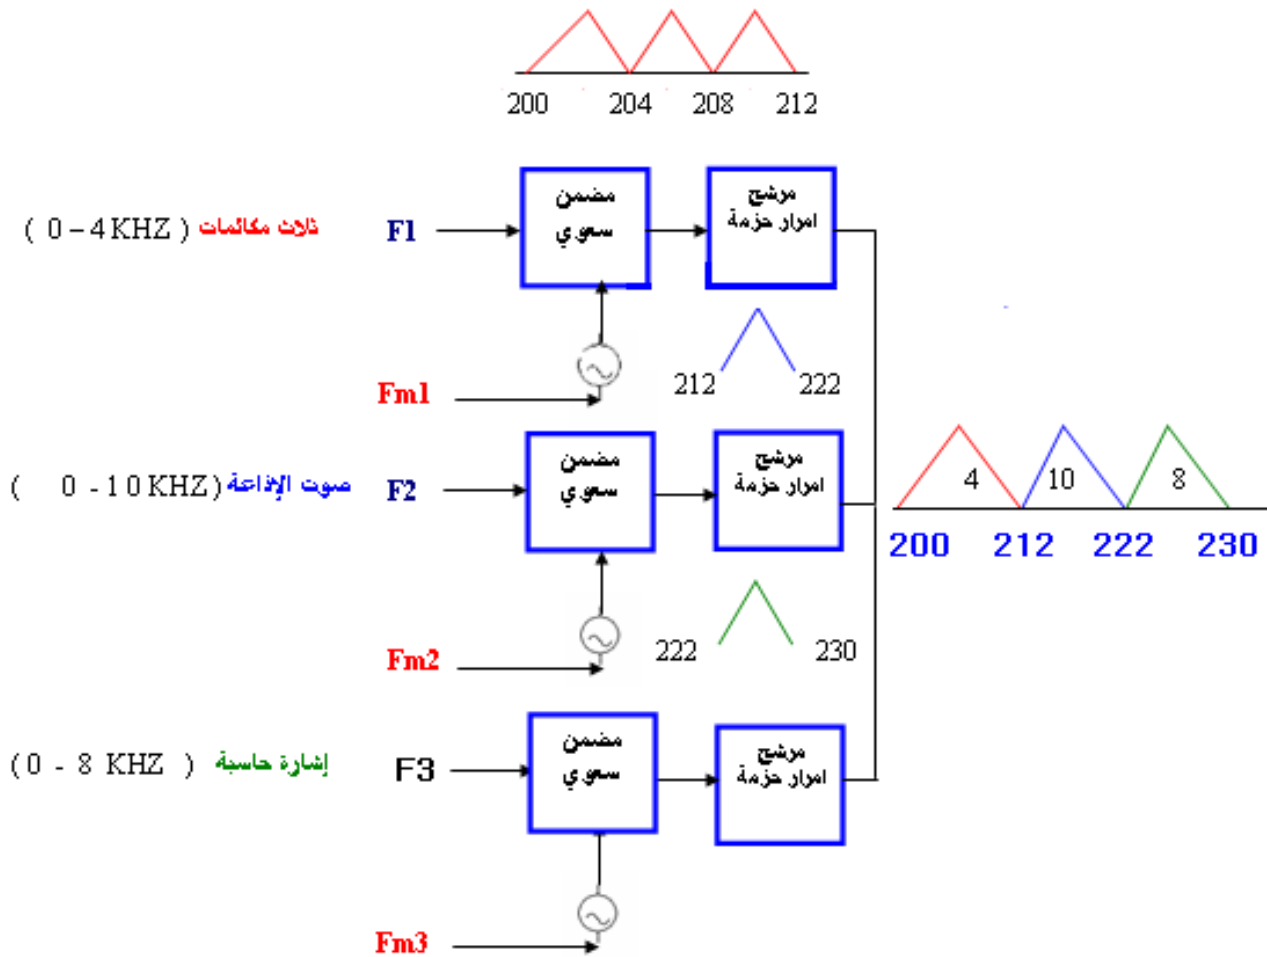 200 204 208 212
مضمن
سعوي
مرشح
امرار حزمة
ثلاث مكالمات ( 0 – 4 KHZ )
F1
Fm1
212 222
مضمن
سعوي
مرشح
امرار حزمة
صوت الإذاعة ( 0 - 10 KHZ )
F2
4 10 8
200 212 222 230
Fm2
222 230
مضمن
سعوي
مرشح
امرار حزمة
إشارة حاسبة ( 0 - 8 KHZ )
F3
Fm3